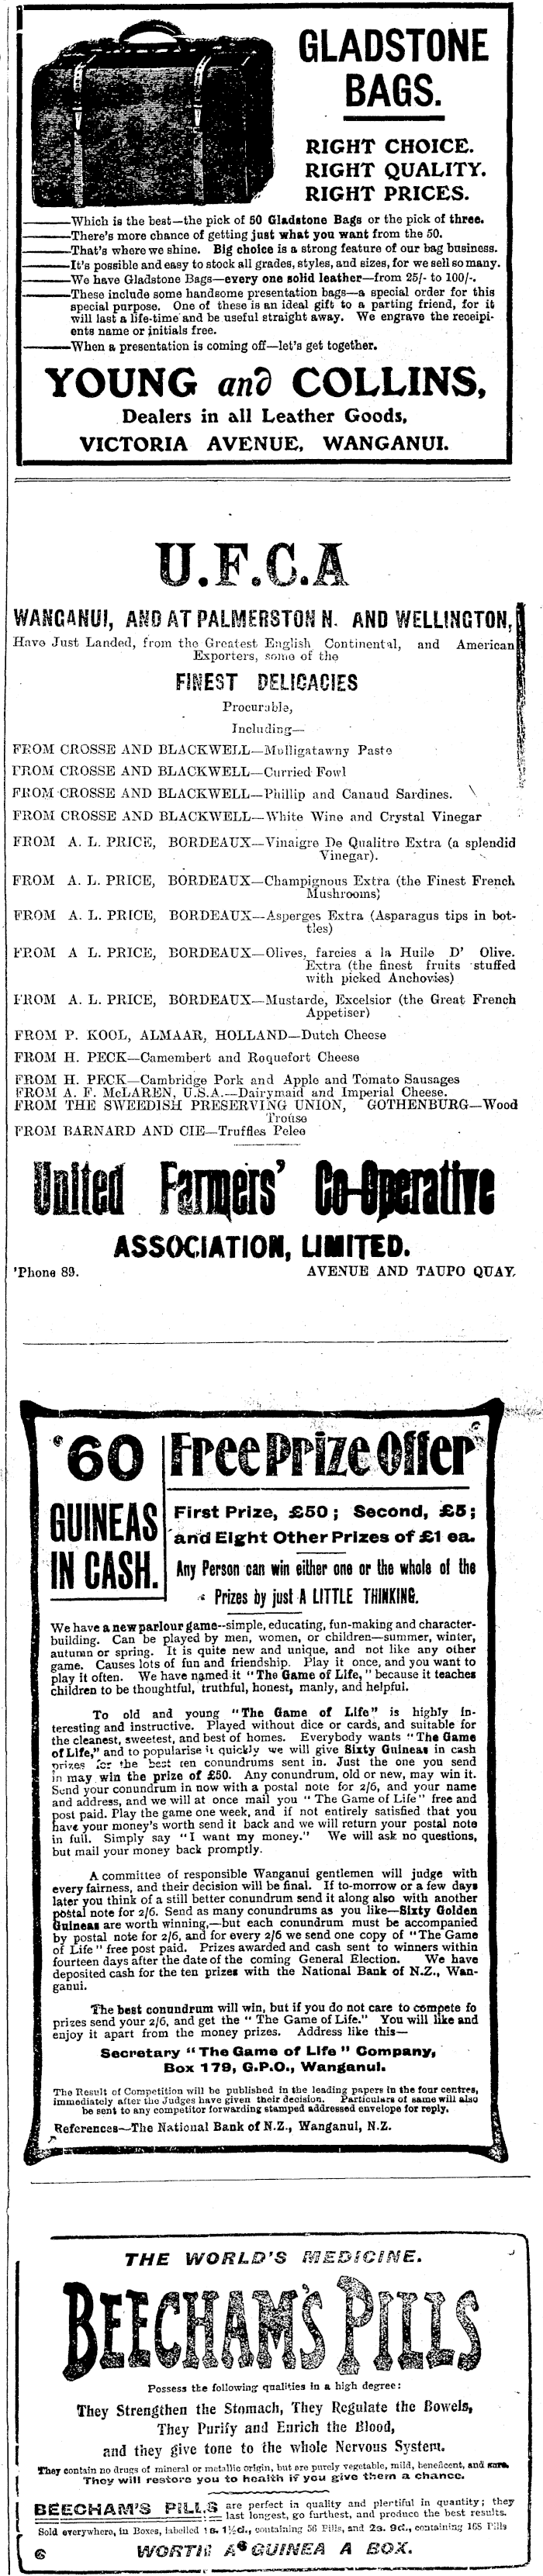 GLADSTONE
BAGS.
RIGHT CHOICE.
RIGHT QUALITY.
RIGHT PRICES.
Which is the best—the pick of 50 Gladstone Bags or the pick of three.
There's more chance of getting just what you want from the 50.
That's where we shine. Big choice is a strong feature of our bag business.
It's possible and easy to stock all grades, styles, and sizes, for we sell so many.
We have Gladstone Bags—every one solid leather—from 25/- to 100/-.
These include some handsome presentation bags—a special order for this
special purpose. One of these is an ideal gift to a parting friend, for it
will last a life-time and be useful straight away. We engrave the receipi-
ents name or initials free.
When a presentation is coming off—let's get together.
YOUNG and COLLINS,
Dealers in all Leather Goods,
VICTORIA AVENUE, WANGANUI.
U.F.C.A
WANGANUI, AND AT PALMERSTON N. AND WELLINGTON,
Have Just Landed, from the Greatest English Continental, and American
Exporters, some of the
FINEST DELICACIES
Procurable,
Including—
FROM CROSSE AND BLACKWELL—Mulligatawny Paste
FROM CROSSE AND BLACKWELL—Curried Fowl
FROM CROSSE AND BLACKWELL—Phillip and Canaud Sardines.
FROM CROSSE AND BLACKWELL—White Wine and Crystal Vinegar
FROM A. L. PRICE, BORDEAUX—Vinaigre De Qualitre Extra (a splendid
Vinegar).
FROM A. L. PRICE, BORDEAUX—Champignous Extra (the Finest French
Mushrooms)
FROM A. L. PRICE, BORDEAUX—Asperges Extra (Asparagus tips in bot-
tles)
FROM A L. PRICE, BORDEAUX—Olives, farcies a la Huile D' Olive.
Extra (the finest fruits stuffed
with picked Anchovies)
FROM A. L. PRICE, BORDEAUX—Mustarde, Excelsior (the Great French
Appetiser)
FROM P. KOOL, ALMAAR, HOLLAND—Dutch Cheese
FROM H. PECK—Camembert and Roquefort Cheese
FROM H. PECK—Cambridge Pork and Apple and Tomato Sausages
FROM A. F. McLAREN, U.S.A.—Dairymaid and Imperial Cheese.
FROM THE SWEEDISH PRESERVING UNION, GOTHENBURG—Wood
Trouse
FROM BARNARD AND CIE—Truffles Pelee
United Farmers' Co-Operative
ASSOCIATION, LIMITED.
'Phone 89. AVENUE AND TAUPO QUAY.
60
GUINEAS
IN CASH.
Free Prize Offer
First Prize, £50; Second, £5;
and Eight Other Prizes of £1 ea.
Any Person can win either one or the whole of the
Prizes by just A LITTLE THINKING.
We have a new parlour game--simple, educating, fun-making and character-
building. Can be played by men, women, or children—summer, winter,
autumn or spring. It is quite new and unique, and not like any other
game. Causes lots of fun and friendship. Play it once, and you want to
play it often. We have named it "The Game of Life," because it teaches
children to be thoughtful, truthful, honest, manly, and helpful.
To old and young "The Game of Life" is highly in-
teresting and instructive. Played without dice or cards, and suitable for
the cleanest, sweetest, and best of homes. Everybody wants "The Game
of Life," and to popularise it quickly we will give Sixty Guineas in cash
prizes for the best ten conundrums sent in. Just the one you send
in may win the prize of £50. Any conundrum, old or new, may win it.
Send your conundrum in now with a postal note for 2/6, and your name
and address, and we will at once mail you "The Game of Life" free and
post paid. Play the game one week, and if not entirely satisfied that you
have your money's worth send it back and we will return your postal note
in full. Simply say "I want my money." We will ask no questions,
but mail your money back promptly.
A committee of responsible Wanganui gentlemen will judge with
every fairness, and their decision will be final. If to-morrow or a few days
later you think of a still better conundrum send it along also with another
postal note for 2/6. Send as many conundrums as you like—Sixty Golden
Guineas are worth winning,—but each conundrum must be accompanied
by postal note for 2/6, and for every 2/6 we send one copy of "The Game
of Life" free post paid. Prizes awarded and cash sent to winners within
fourteen days after the date of the coming General Election. We have
deposited cash for the ten prizes with the National Bank of N.Z., Wan-
ganui.
The best conundrum will win, but if you do not care to compete fo
prizes send your 2/6, and get the "The Game of Life." You will like and
enjoy it apart from the money prizes. Address like this—
Secretary "The Game of Life" Company,
Box 179, G.P.O., Wanganui.
The Result of Competition will be published in the leading papers in the four centres,
immediately after the Judges have given their decision. Particulars of same will also
be sent to any competitor forwarding stamped addressed envelope for reply.
References—The National Bank of N.Z., Wanganui, N.Z.
THE WORLD'S MEDICINE.
BEECHAM'S PILLS
Possess the following qualities in a high degree:
They Strengthen the Stomach, They Regulate the Bowels,
They Purify and Enrich the Blood,
and they give tone to the whole Nervous System.
They contain no drugs of mineral or metallic origin, but are purely vegetable, mild, beneficent, and sure.
They will restore you to health if you give them a chance.
BEECHAM'S PILLS are perfect in quality and plentiful in quantity; they
last longest, go furthest, and produce the best results.
Sold everywhere, in Boxes, labelled 1s. 1½d., containing 56 Pills, and 2s. 9d., containing 168 Pills
6 WORTH A GUINEA A BOX.